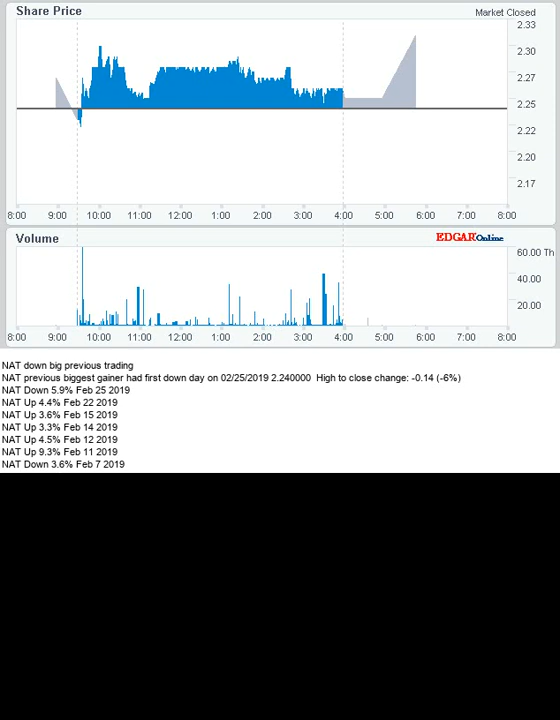 Share Price
Market Closed
2.33
2.30
2.27
2.25
2.22
2.20
2.17
8:00 9:00 10:00 11:00 12:00 1:00 2:00 3:00 4:00 5:00 6:00 7:00 8:00
Volume
EDGAR Online
60.00 Th
40.00
20.00
8:00 9:00 10:00 11:00 12:00 1:00 2:00 3:00 4:00 5:00 6:00 7:00 8:00
NAT down big previous trading
NAT previous biggest gainer had first down day on 02/25/2019 2.240000 High to close change: -0.14 (-6%)
NAT Down 5.9% Feb 25 2019
NAT Up 4.4% Feb 22 2019
NAT Up 3.6% Feb 15 2019
NAT Up 3.3% Feb 14 2019
NAT Up 4.5% Feb 12 2019
NAT Up 9.3% Feb 11 2019
NAT Down 3.6% Feb 7 2019